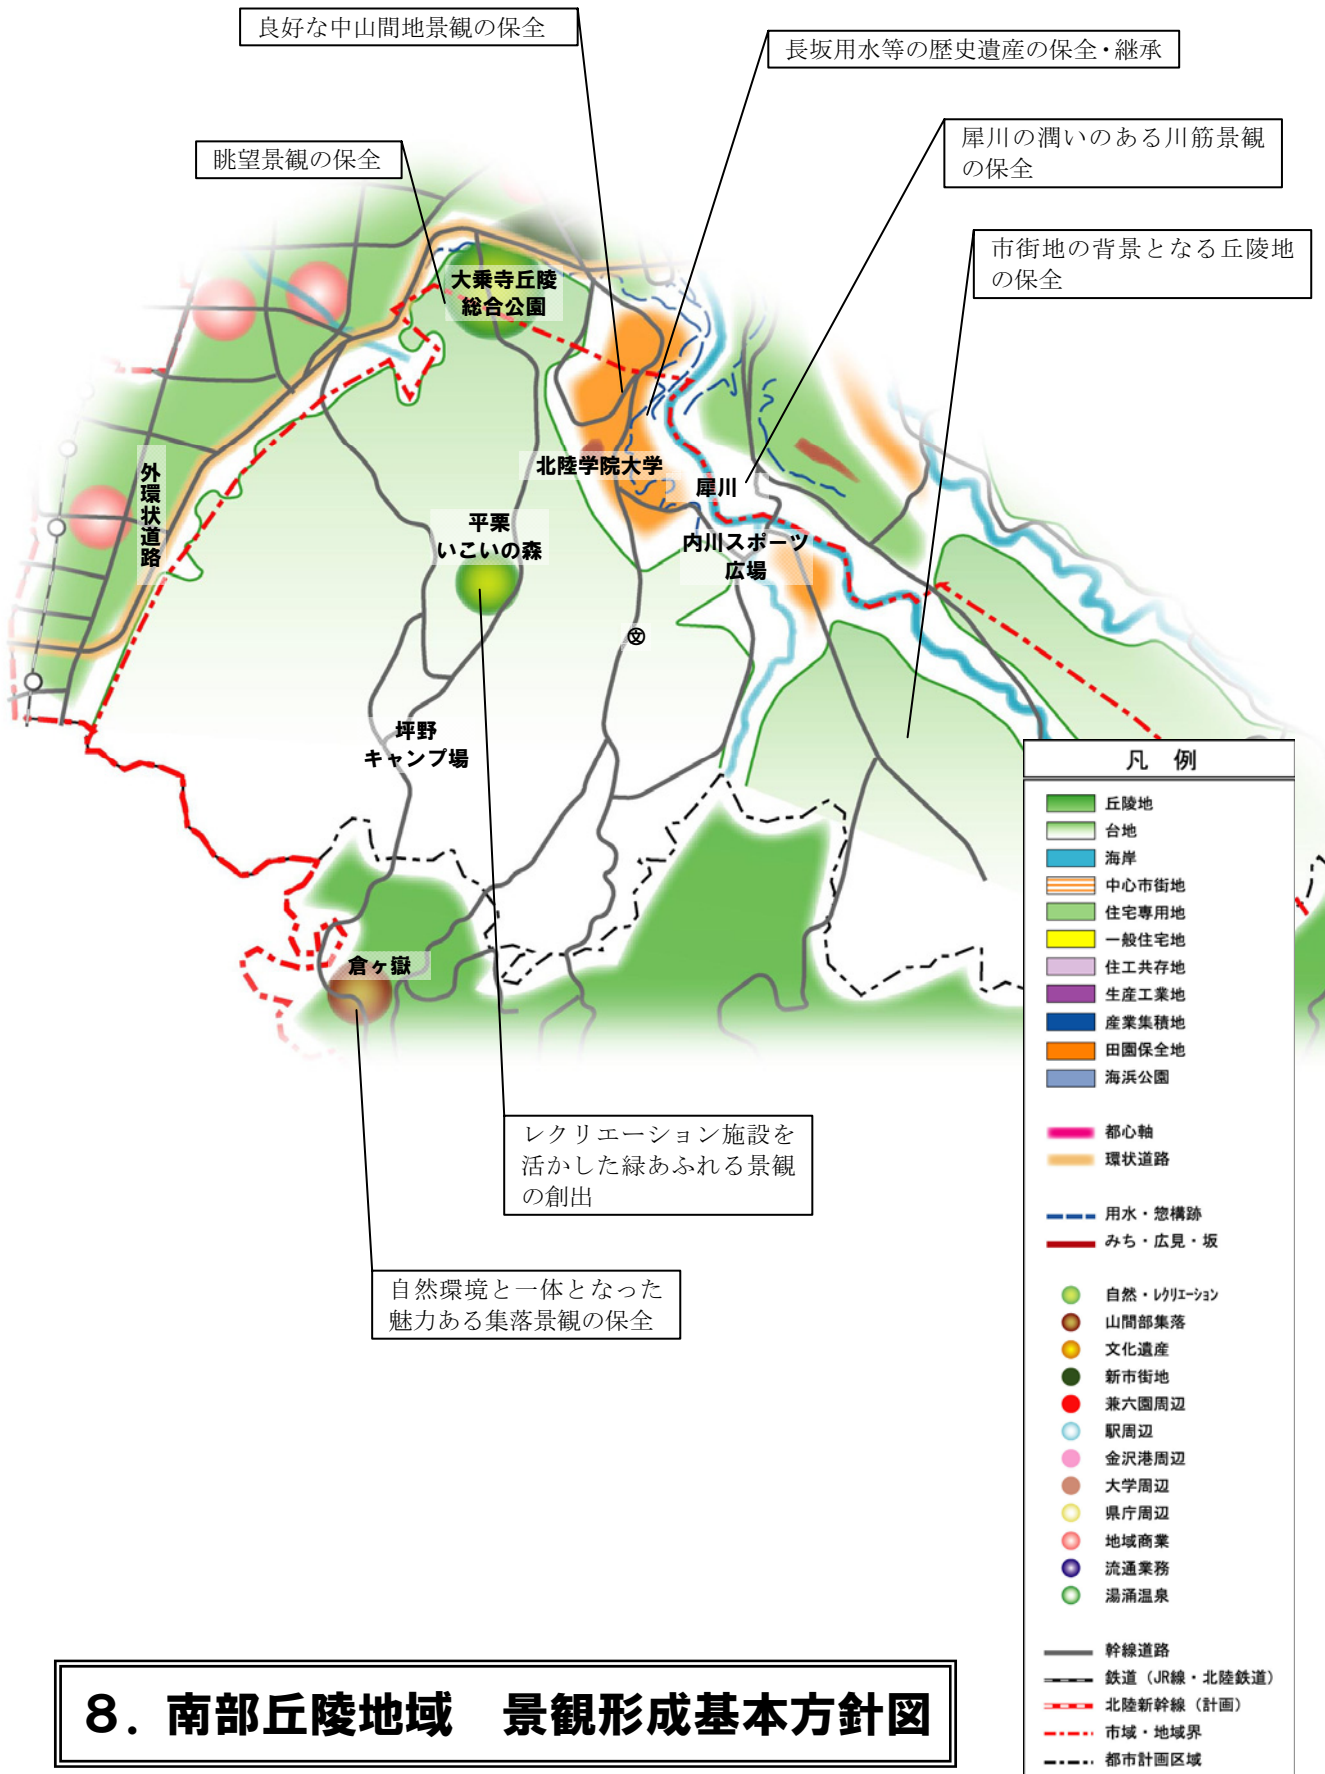 良好な中山間地景観の保全
長坂用水等の歴史遺産の保全・継承
犀川の潤いのある川筋景観
の保全
眺望景観の保全
市街地の背景となる丘陵地
の保全
大乗寺丘陵
総合公園
外環状道路
北陸学院大学
犀川
平栗
いこいの森
内川スポーツ
広場
文
坪野
キャンプ場
倉ヶ嶽
レクリエーション施設を
活かした緑あふれる景観
の創出
自然環境と一体となった
魅力ある集落景観の保全
凡 例
丘陵地
台地
海岸
中心市街地
住宅専用地
一般住宅地
住工共存地
生産工業地
産業集積地
田園保全地
海浜公園
都心軸
環状道路
用水・惣構跡
みち・広見・坂
自然・レクリエーション
山間部集落
文化遺産
新市街地
兼六園周辺
駅周辺
金沢港周辺
大学周辺
県庁周辺
地域商業
流通業務
湯涌温泉
幹線道路
鉄道（JR線・北陸鉄道）
北陸新幹線（計画）
市域・地域界
都市計画区域
８．南部丘陵地域　景観形成基本方針図